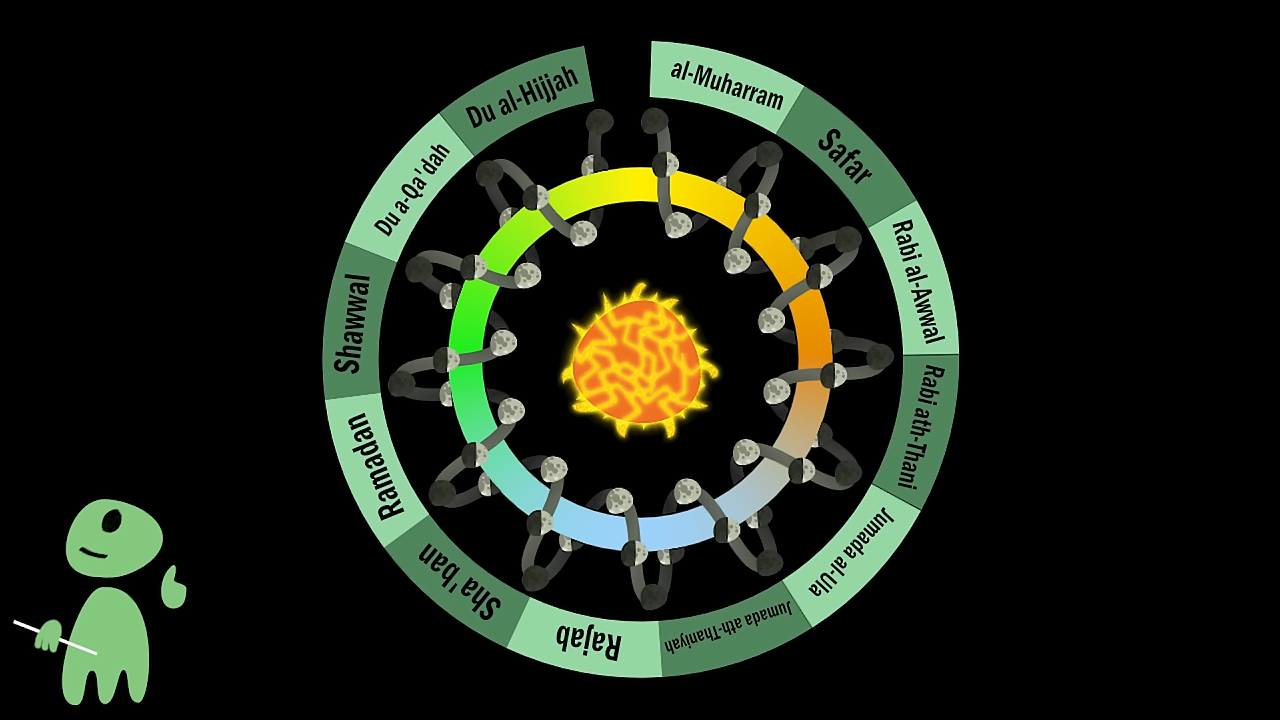 al-Muharram
Safar
Rabi al-Awwal
Rabi ath-Thani
Jumada al-Ula
Jumada ath-Thaniyah
Rajab
Sha'ban
Ramadan
Shawwal
Du a-Qa'dah
Du al-Hijjah